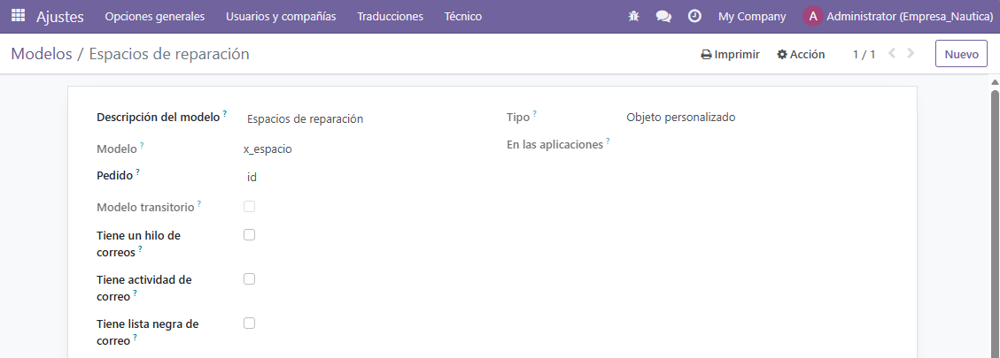 Ajustes Opciones generales Usuarios y compañías Traducciones Técnico My Company A Administrator (Empresa_Nautica)
Modelos / Espacios de reparación Imprimir Acción 1 / 1 Nuevo
Descripción del modelo ? Espacios de reparación Tipo ? Objeto personalizado
Modelo ? x_espacio En las aplicaciones ?
Pedido ? id
Modelo transitorio ?
Tiene un hilo de
correos ?
Tiene actividad de
correo ?
Tiene lista negra de
correo ?